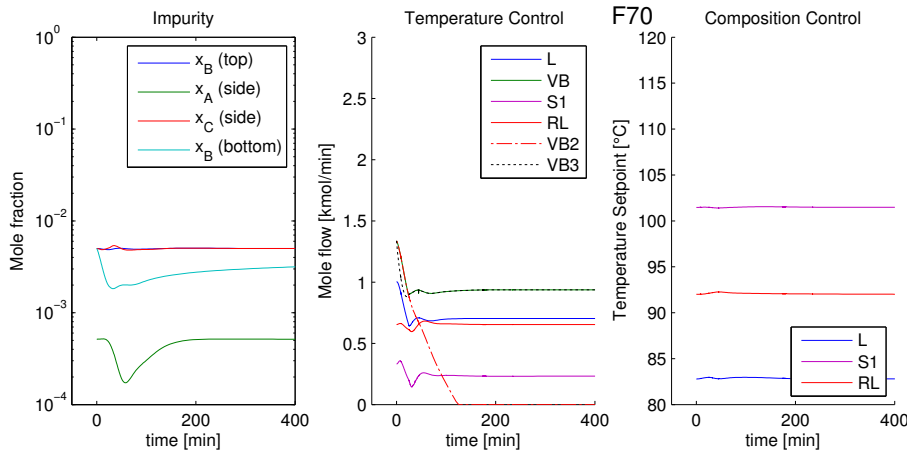 Impurity
Mole fraction
10^0
10^-1
10^-2
10^-3
10^-4
x_B (top)
x_A (side)
x_C (side)
x_B (bottom)
0
200
400
time [min]
Temperature Control
Mole flow [kmol/min]
3
2.5
2
1.5
1
0.5
0
L
VB
S1
RL
VB2
VB3
0
200
400
time [min]
F70
Composition Control
Temperature Setpoint [°C]
120
115
110
105
100
95
90
85
80
L
S1
RL
0
200
400
time [min]